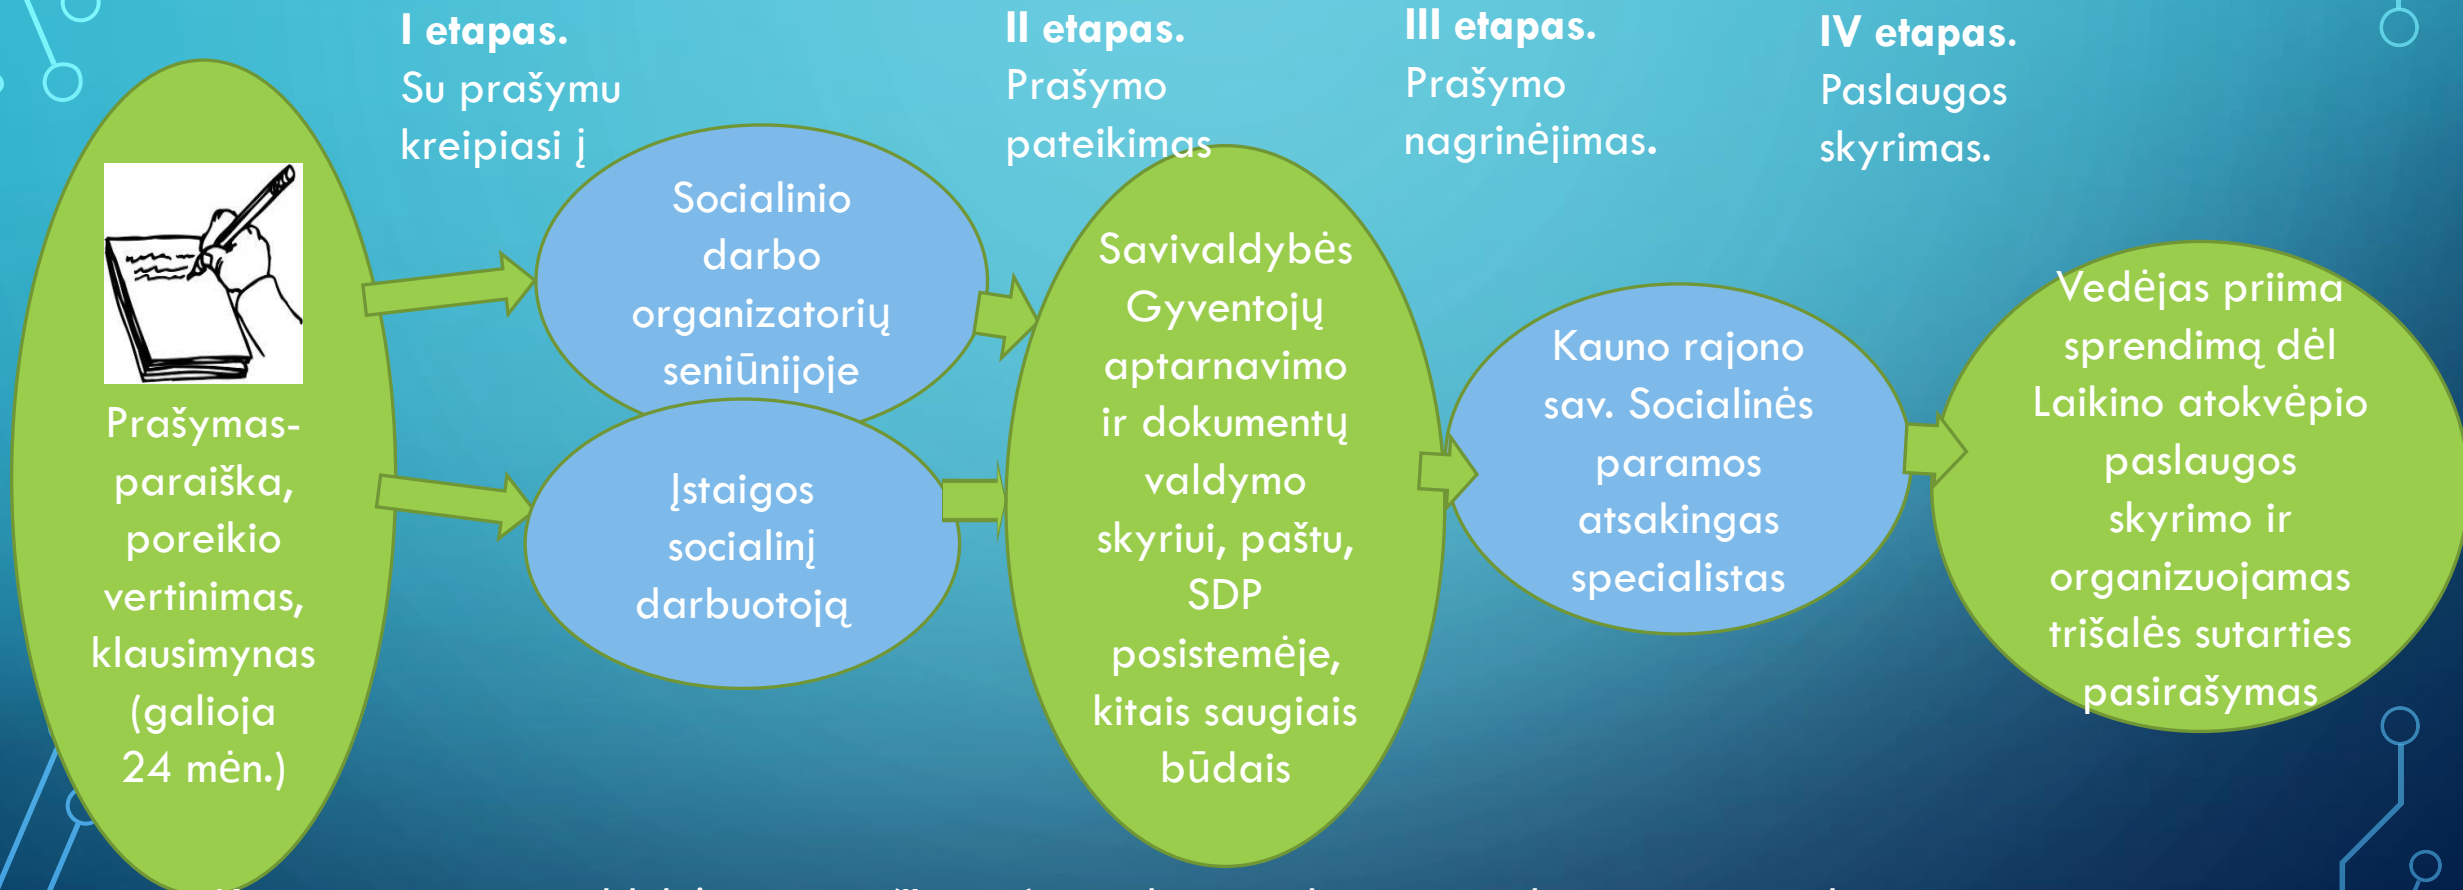 I etapas.
Su prašymu
kreipiasi į
II etapas.
Prašymo
pateikimas
III etapas.
Prašymo
nagrinėjimas.
IV etapas.
Paslaugos
skyrimas.
Prašymas-
paraiška,
poreikio
vertinimas,
klausimynas
(galioja
24 mėn.)
Socialinio
darbo
organizatorių
seniūnijoje
Įstaigos
socialinį
darbuotoją
Savivaldybės
Gyventojų
aptarnavimo
ir dokumentų
valdymo
skyriui, paštu,
SDP
posistemėje,
kitais saugiais
būdais
Kauno rajono
sav. Socialinės
paramos
atsakingas
specialistas
Vedėjas priima
sprendimą dėl
Laikino atokvėpio
paslaugos
skyrimo ir
organizuojamas
trišalės sutarties
pasirašymas